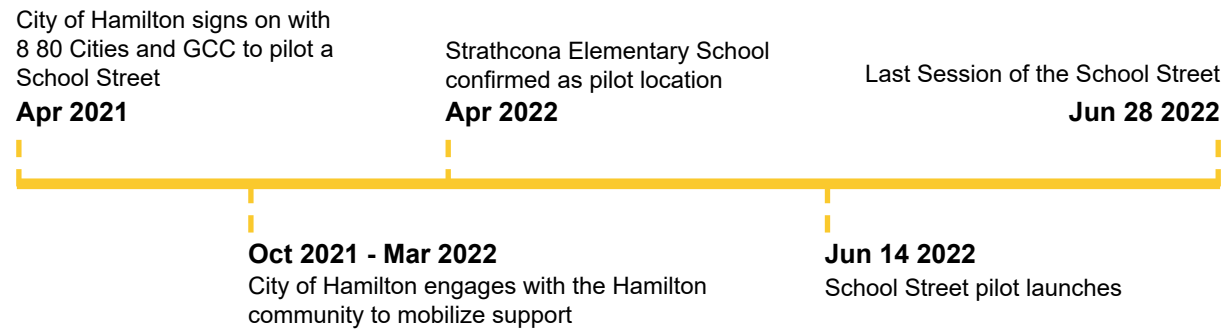 City of Hamilton signs on with
8 80 Cities and GCC to pilot a
School Street
Apr 2021
Strathcona Elementary School
confirmed as pilot location
Apr 2022
Last Session of the School Street
Jun 28 2022
Oct 2021 - Mar 2022
City of Hamilton engages with the Hamilton
community to mobilize support
Jun 14 2022
School Street pilot launches